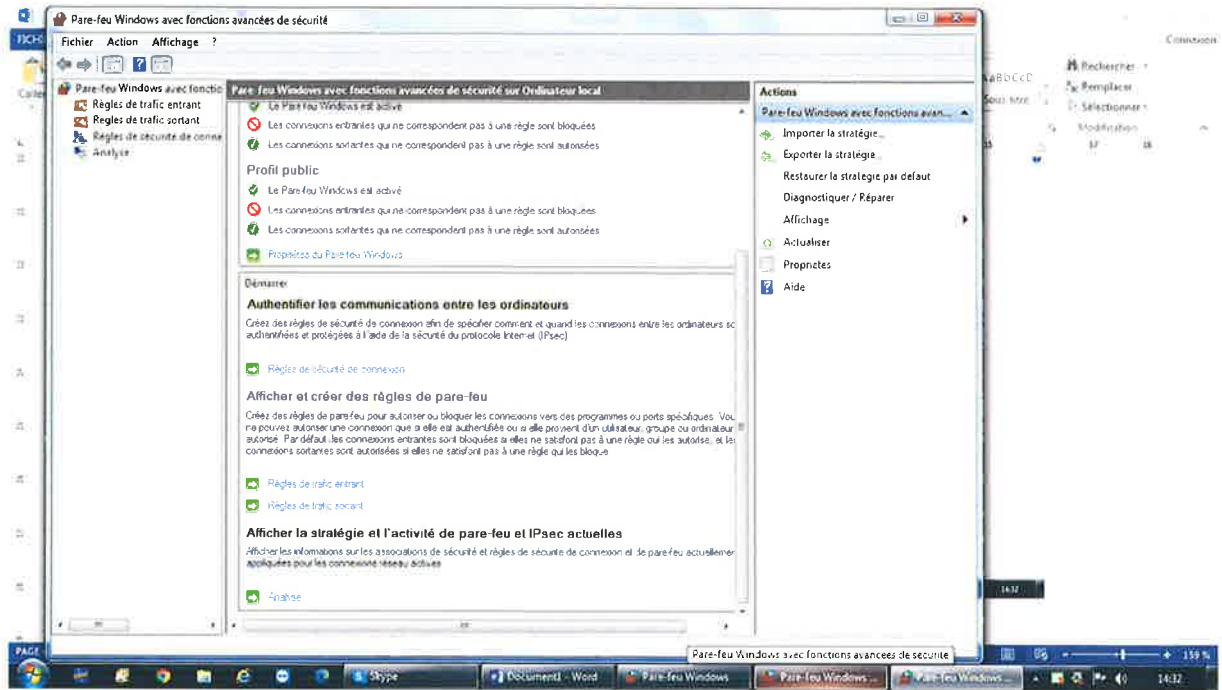 Pare-feu Windows avec fonctions avancées de sécurité
Fichier Action Affichage ?
Connexion
Rechercher
Remplacer
Sélectionner
Modification
AaBbCcD
Sous-titre
17 18
Pare-feu Windows avec fonctio
Règles de trafic entrant
Règles de trafic sortant
Règles de sécurité de conne
Analyse
Pare-feu Windows avec fonctions avancées de sécurité sur Ordinateur local
Le Pare-feu Windows est activé
Les connexions entrantes qui ne correspondent pas à une règle sont bloquées
Les connexions sortantes qui ne correspondent pas à une règle sont autorisées
Profil public
Le Pare-feu Windows est activé
Les connexions entrantes qui ne correspondent pas à une règle sont bloquées
Les connexions sortantes qui ne correspondent pas à une règle sont autorisées
Propriétés du Pare-feu Windows
Démarrer
Authentifier les communications entre les ordinateurs
Créez des règles de sécurité de connexion afin de spécifier comment et quand les connexions entre les ordinateurs so
authentifiées et protégées à l'aide de la sécurité du protocole Internet (IPsec)
Règles de sécurité de connexion
Afficher et créer des règles de pare-feu
Créez des règles de pare-feu pour autoriser ou bloquer les connexions vers des programmes ou ports spécifiques. Vou
ne pouvez autoriser une connexion que si elle est authentifiée ou si elle provient d'un utilisateur, groupe ou ordinateur
autorisé. Par défaut, les connexions entrantes sont bloquées si elles ne satisfont pas à une règle qui les autorise, et les
connexions sortantes sont autorisées si elles ne satisfont pas à une règle qui les bloque
Règles de trafic entrant
Règles de trafic sortant
Afficher la stratégie et l'activité de pare-feu et IPsec actuelles
Afficher les informations sur les associations de sécurité et règles de sécurité de connexion et de pare-feu actuellemen
appliquées pour les connexions réseau actives
Analyse
Actions
Pare-feu Windows avec fonctions avan...
Importer la stratégie...
Exporter la stratégie...
Restaurer la stratégie par défaut
Diagnostiquer / Réparer
Affichage
Actualiser
Propriétés
Aide
14:32
Pare-feu Windows avec fonctions avancées de sécurité
PAGE
159 %
Skype
Document1 - Word
Pare-feu Windows
Pare-feu Windows ...
Pare-feu Windows...
14:32